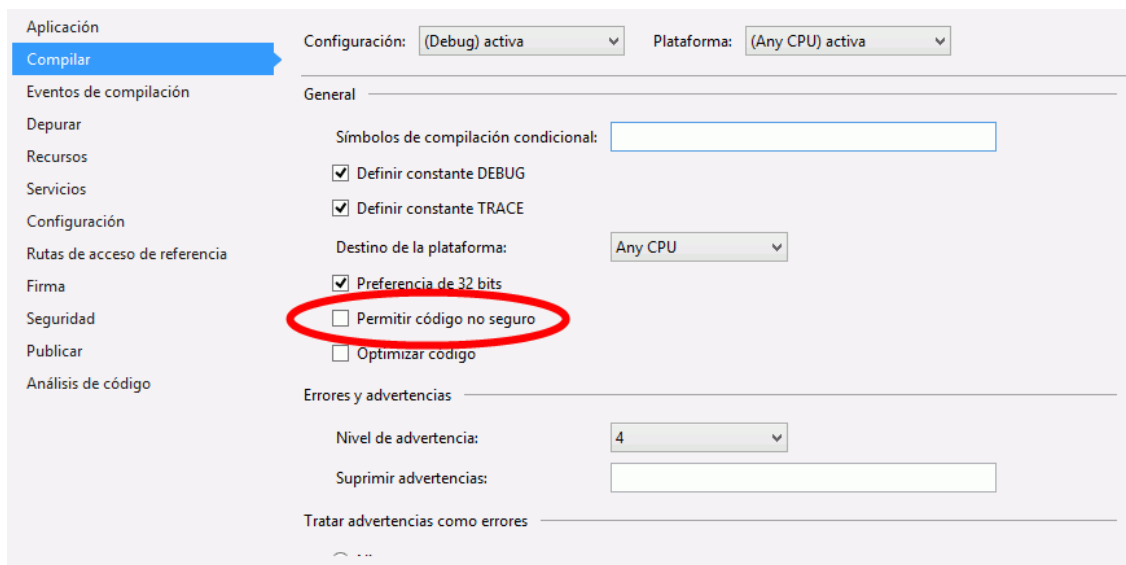 Aplicación
Compilar
Eventos de compilación
Depurar
Recursos
Servicios
Configuración
Rutas de acceso de referencia
Firma
Seguridad
Publicar
Análisis de código
Configuración: (Debug) activa Plataforma: (Any CPU) activa
General
Símbolos de compilación condicional:
Definir constante DEBUG
Definir constante TRACE
Destino de la plataforma: Any CPU
Preferencia de 32 bits
Permitir código no seguro
Optimizar código
Errores y advertencias
Nivel de advertencia: 4
Suprimir advertencias:
Tratar advertencias como errores